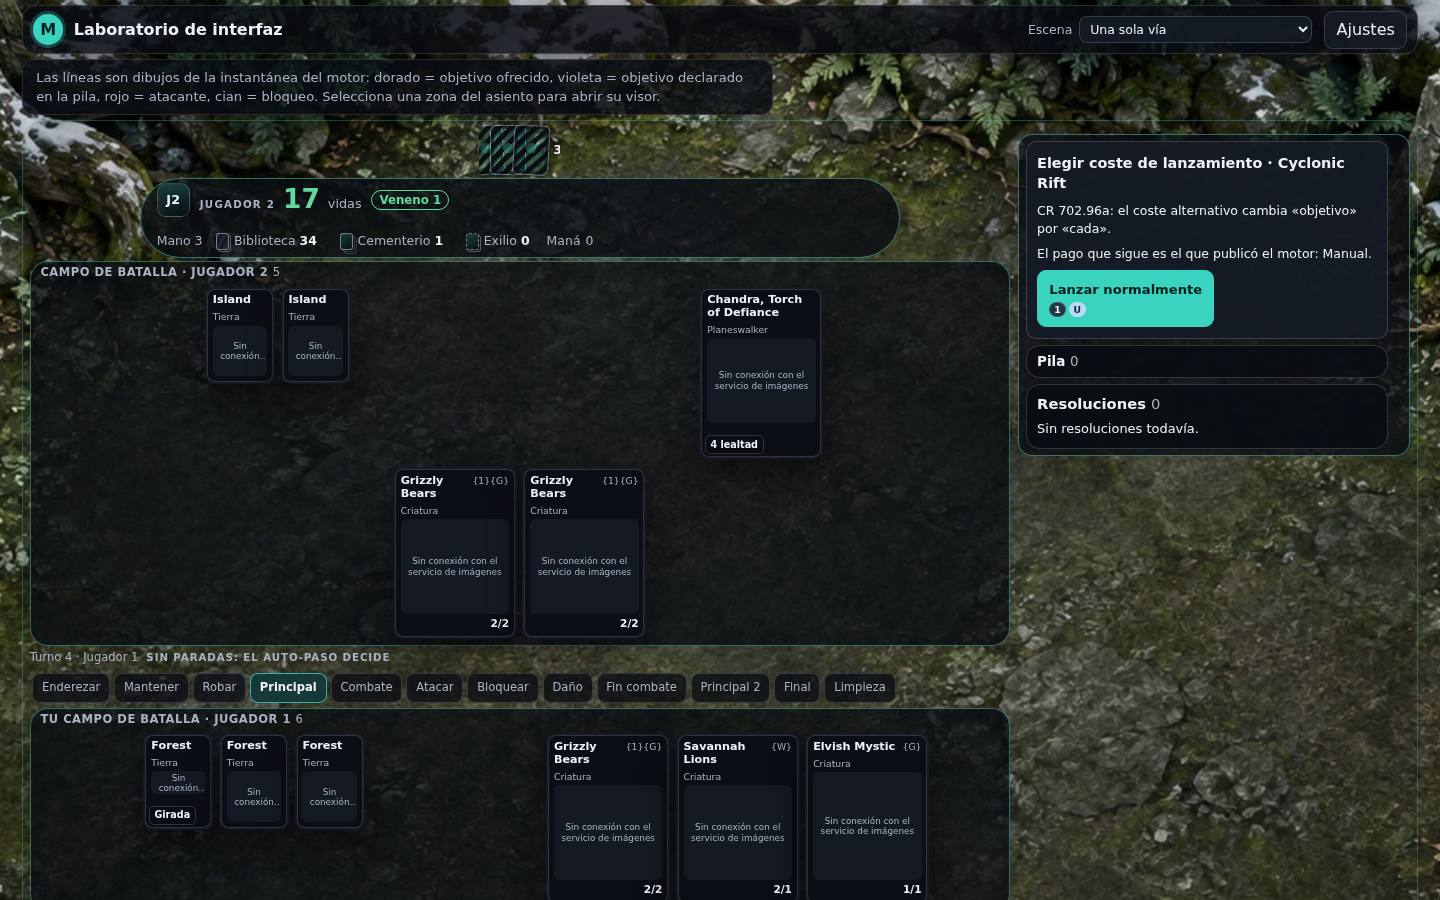 M Laboratorio de interfaz
Escena Una sola vía Ajustes
Las líneas son dibujos de la instantánea del motor: dorado = objetivo ofrecido, violeta = objetivo declarado
en la pila, rojo = atacante, cian = bloqueo. Selecciona una zona del asiento para abrir su visor.
3
J2 JUGADOR 2 17 vidas Veneno 1
Mano 3 Biblioteca 34 Cementerio 1 Exilio 0 Maná 0
CAMPO DE BATALLA · JUGADOR 2 5
Island
Tierra
Sin
conexión..
Island
Tierra
Sin
conexión..
Chandra, Torch
of Defiance
Planeswalker
Sin conexión con el
servicio de imágenes
4 lealtad
Grizzly {1}{G}
Bears
Criatura
Sin conexión con el
servicio de imágenes
2/2
Grizzly {1}{G}
Bears
Criatura
Sin conexión con el
servicio de imágenes
2/2
Turno 4 · Jugador 1 SIN PARADAS: EL AUTO-PASO DECIDE
Enderezar Mantener Robar Principal Combate Atacar Bloquear Daño Fin combate Principal 2 Final Limpieza
TU CAMPO DE BATALLA · JUGADOR 1 6
Forest
Tierra
Sin
conexión..
Girada
Forest
Tierra
Sin
conexión..
Forest
Tierra
Sin
conexión..
Grizzly {1}{G}
Bears
Criatura
Sin conexión con el
servicio de imágenes
2/2
Savannah {W}
Lions
Criatura
Sin conexión con el
servicio de imágenes
2/1
Elvish Mystic {G}
Criatura
Sin conexión con el
servicio de imágenes
1/1
Elegir coste de lanzamiento · Cyclonic
Rift
CR 702.96a: el coste alternativo cambia «objetivo»
por «cada».
El pago que sigue es el que publicó el motor: Manual.
Lanzar normalmente
1 U
Pila 0
Resoluciones 0
Sin resoluciones todavía.